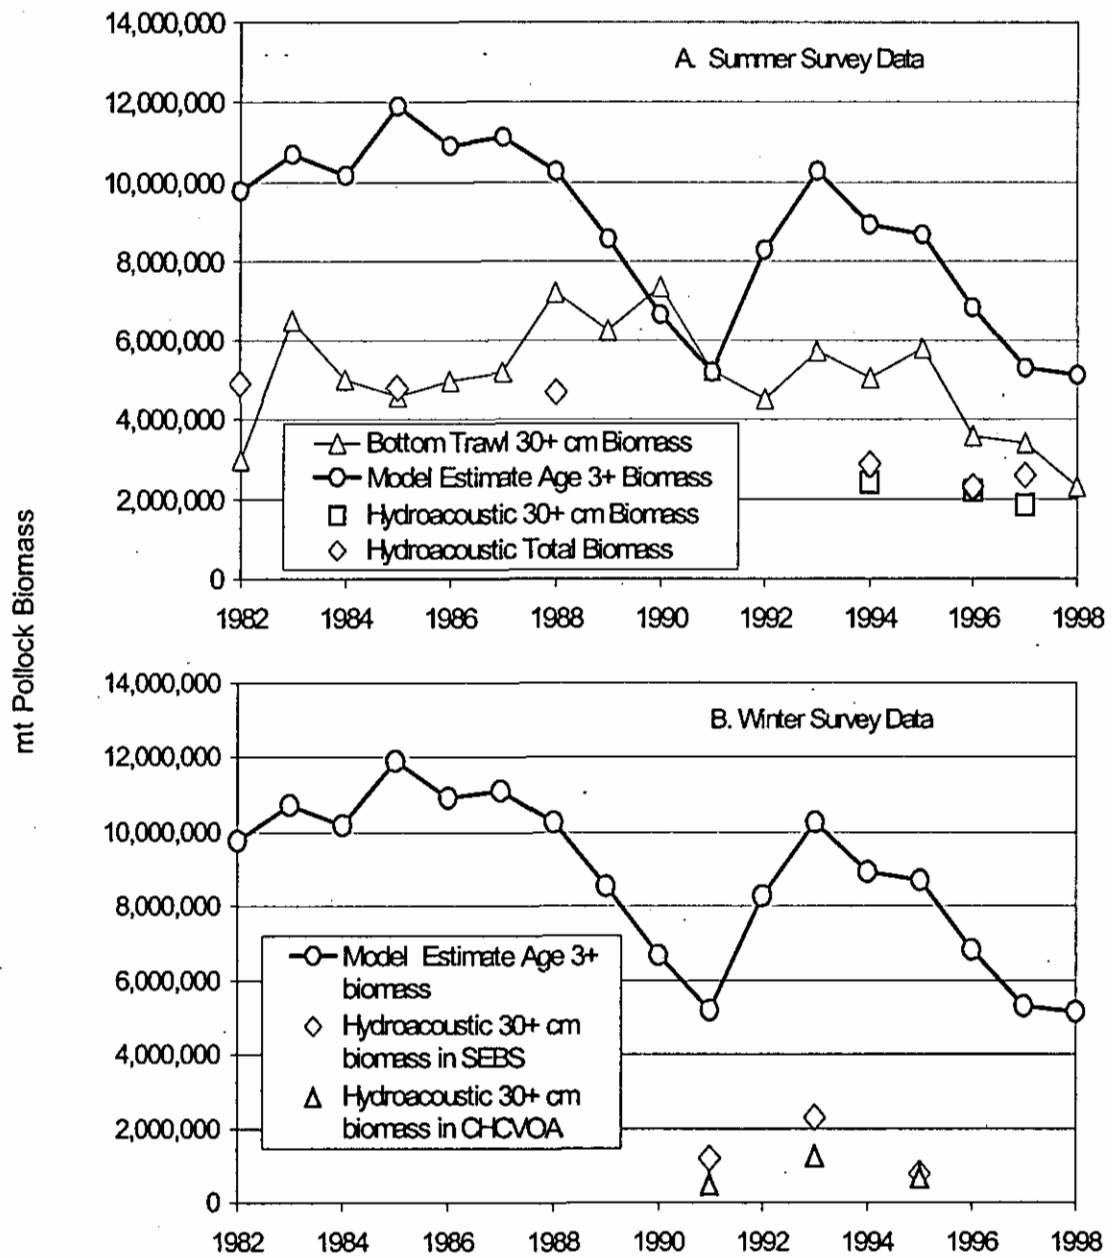 14,000,000
A. Summer Survey Data
12,000,000
10,000,000
8,000,000
6,000,000
4,000,000
Bottom Trawl 30+ cm Biomass
Model Estimate Age 3+ Biomass
2,000,000
Hydroacoustic 30+ cm Biomass
Hydroacoustic Total Biomass
0
1982 1984 1986 1988 1990 1992 1994 1996 1998
mt Pollock Biomass
14,000,000
B. Winter Survey Data
12,000,000
10,000,000
8,000,000
Model Estimate Age 3+
biomass
6,000,000
Hydroacoustic 30+ cm
biomass in SEBS
4,000,000
Hydroacoustic 30+ cm
biomass in CHCVOA
2,000,000
0
1982 1984 1986 1988 1990 1992 1994 1996 1998